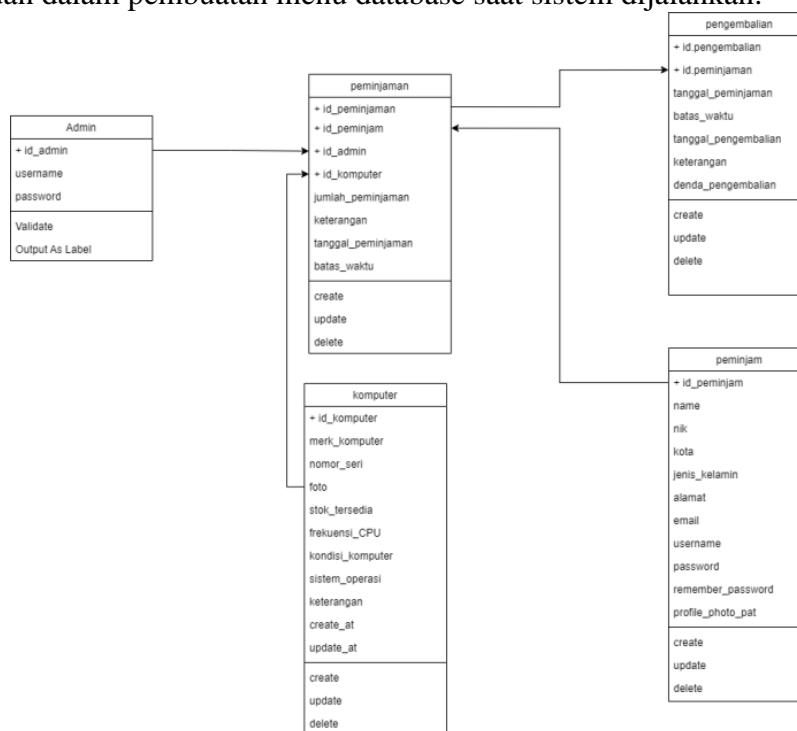 dan dalam pembuatan menu database saat sistem dijalankan.
Admin
+ id_admin
username
password
Validate
Output As Label
peminjaman
+ id_peminjaman
+ id_peminjam
+ id_admin
+ id_komputer
jumlah_peminjaman
keterangan
tanggal_peminjaman
batas_waktu
create
update
delete
komputer
+ id_komputer
merk_komputer
nomor_seri
foto
stok_tersedia
frekuensi_CPU
kondisi_komputer
sistem_operasi
keterangan
create_at
update_at
create
update
delete
pengembalian
+ id.pengembalian
+ id.peminjaman
tanggal_peminjaman
batas_waktu
tanggal_pengembalian
keterangan
denda_pengembalian
create
update
delete
peminjam
+ id_peminjam
name
nik
kota
jenis_kelamin
alamat
email
username
password
remember_password
profile_photo_pat
create
update
delete